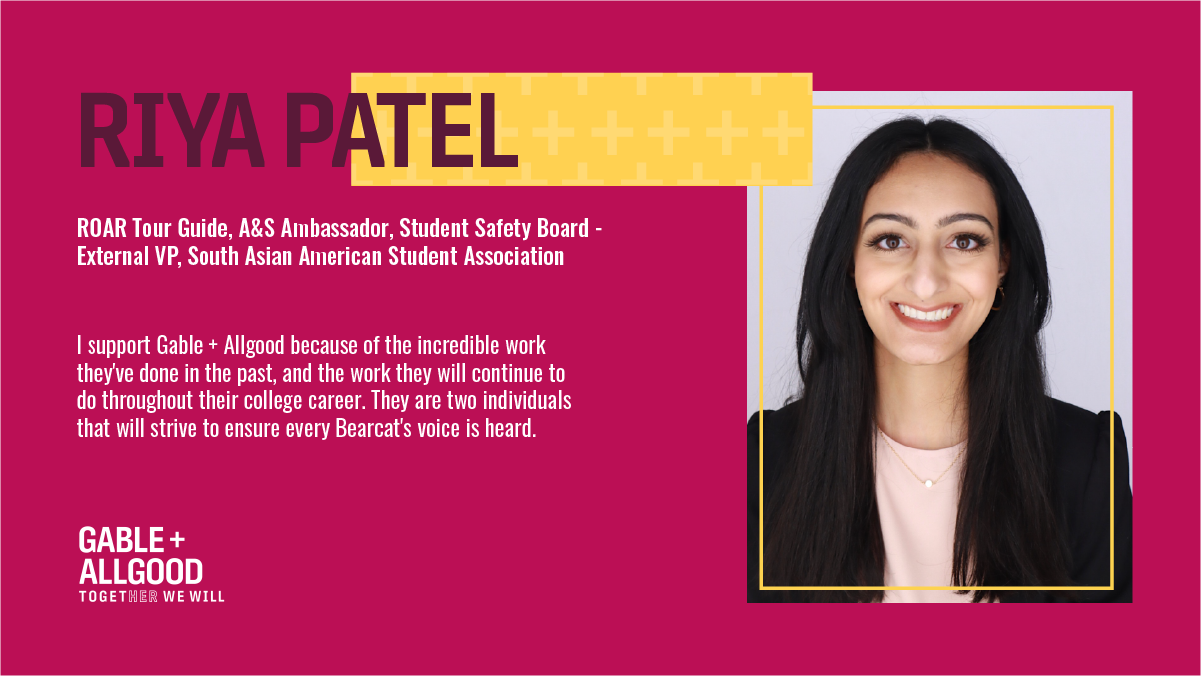 RIYA PATEL
ROAR Tour Guide, A&S Ambassador, Student Safety Board -
External VP, South Asian American Student Association
I support Gable + Allgood because of the incredible work
they've done in the past, and the work they will continue to
do throughout their college career. They are two individuals
that will strive to ensure every Bearcat's voice is heard.
GABLE +
ALLGOOD
TOGETHER WE WILL